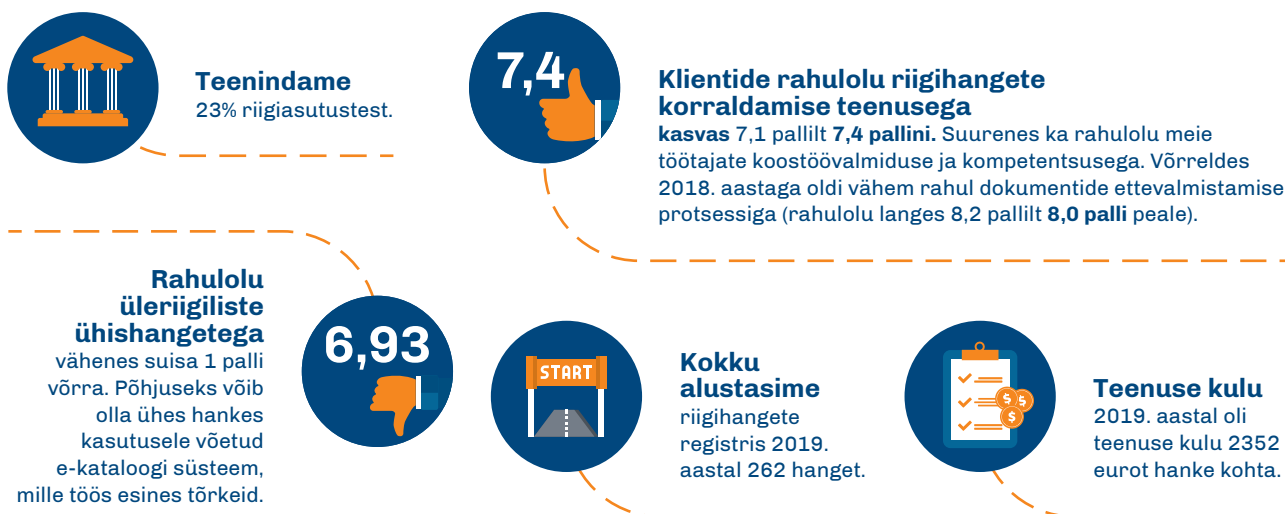 Teenindame
23% riigiasutustest.
7,4
Klientide rahulolu riigihangete
korraldamise teenusega
kasvas 7,1 pallilt 7,4 pallini. Suurenes ka rahulolu meie
töötajate koostöövalmiduse ja kompetentsusega. Võrreldes
2018. aastaga oldi vähem rahul dokumentide ettevalmistamise
protsessiga (rahulolu langes 8,2 pallilt 8,0 palli peale).
Rahulolu
üleriigiliste
ühishangetega
vähenes suisa 1 palli
võrra. Põhjuseks võib
olla ühes hankes
kasutusele võetud
e-kataloogi süsteem,
mille töös esines tõrkeid.
6,93
START
Kokku
alustasime
riigihangete
registris 2019.
aastal 262 hanget.
$
$
$
Teenuse kulu
2019. aastal oli
teenuse kulu 2352
eurot hanke kohta.